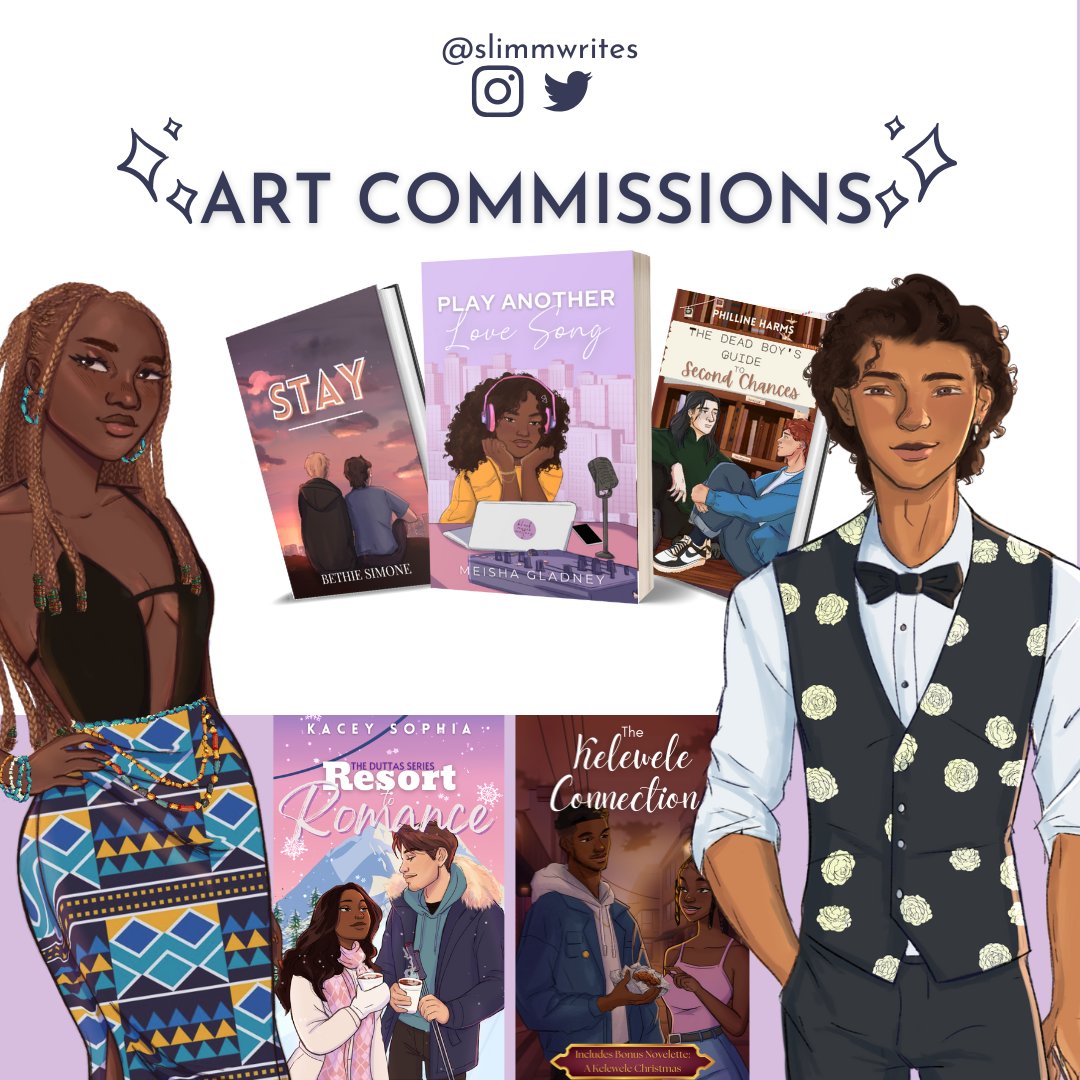 @slimmwrites
ART COMMISSIONS
STAY
BETHIE SIMONE
PLAY ANOTHER
Love Song
MEISHA GLADNEY
PHILLINE HARMS
THE DEAD BOY'S
GUIDE
TO
Second Chances
KACEY SOPHIA
THE DUTTAS SERIES
Resort
to
Romance
The
Kelewele
Connection
Includes Bonus Novelette:
A Kelewele Christmas